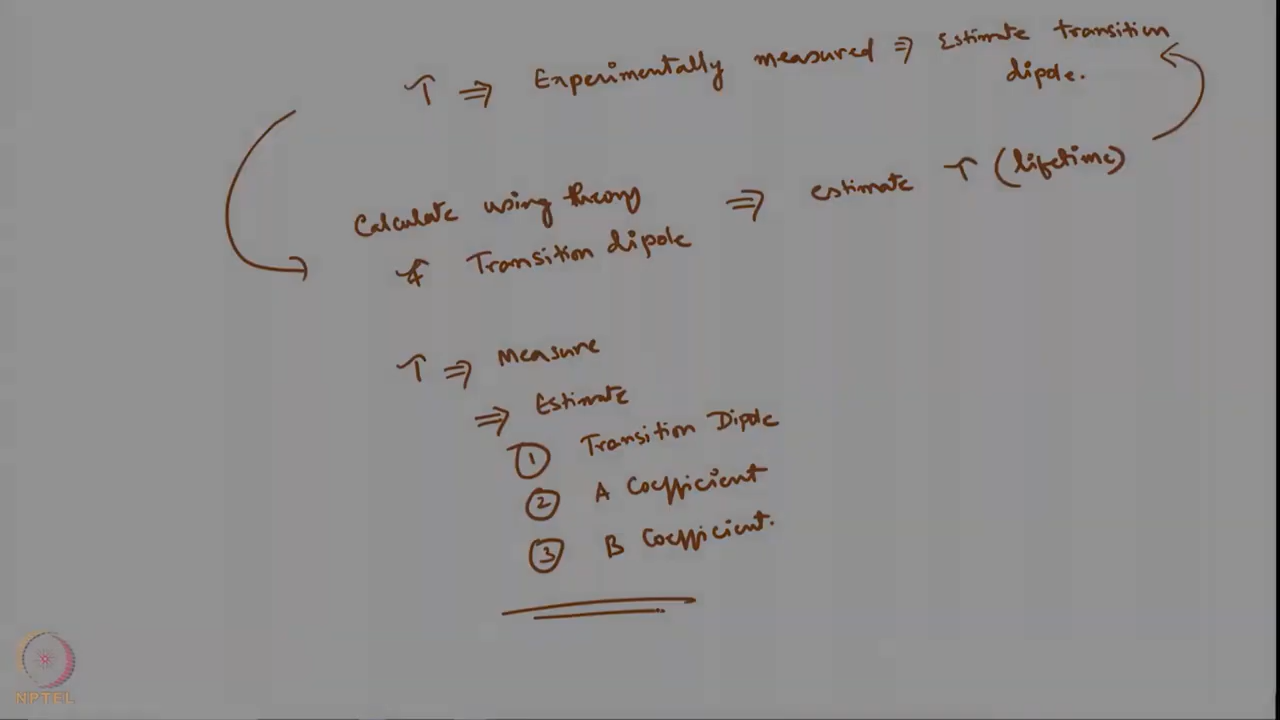 τ ⇒ Experimentally measured ⇒ Estimate transition dipole.
Calculate using theory ⇒ estimate τ (lifetime)
Transition dipole
τ ⇒ Measure
⇒ Estimate
① Transition Dipole
② A Coefficient
③ B Coefficient.
NPTEL